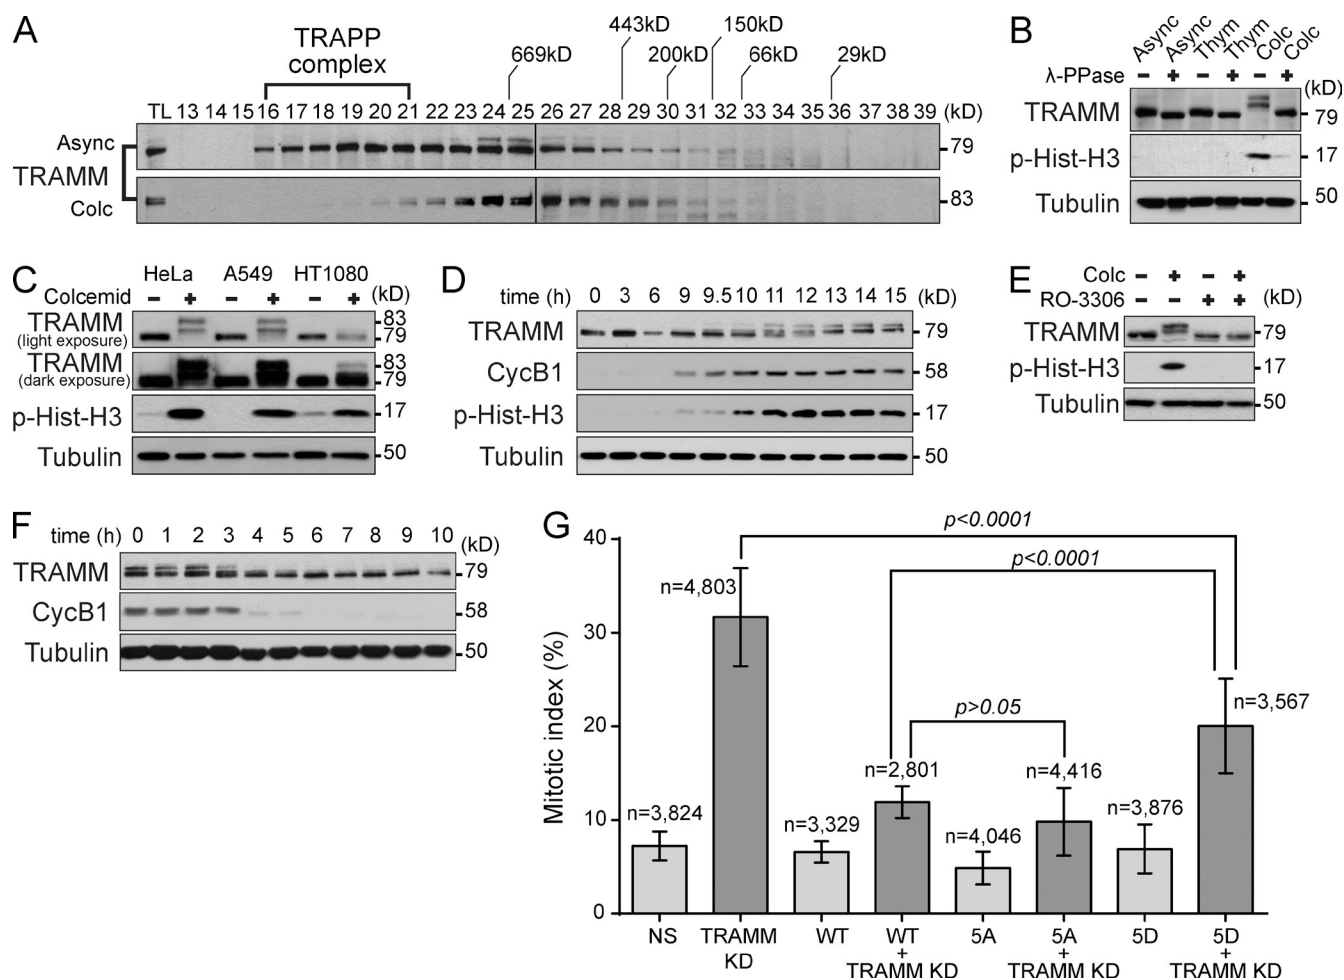 A
TRAPP
complex
669kD
443kD
200kD
150kD
66kD
29kD
TL 13 14 15 16 17 18 19 20 21 22 23 24 25 26 27 28 29 30 31 32 33 34 35 36 37 38 39 (kD)
Async
TRAMM
Colc
79
83
B
Async Async Thym Thym Colc Colc
λ-PPase - + - + - + (kD)
TRAMM 79
p-Hist-H3 17
Tubulin 50
C
HeLa A549 HT1080
Colcemid - + - + - + (kD)
TRAMM
(light exposure)
83
79
TRAMM
(dark exposure)
83
79
p-Hist-H3 17
Tubulin 50
D
time (h) 0 3 6 9 9.5 10 11 12 13 14 15 (kD)
TRAMM 79
CycB1 58
p-Hist-H3 17
Tubulin 50
E
Colc - + - +
RO-3306 - - + + (kD)
TRAMM 79
p-Hist-H3 17
Tubulin 50
F
time (h) 0 1 2 3 4 5 6 7 8 9 10 (kD)
TRAMM 79
CycB1 58
Tubulin 50
G
Mitotic index (%)
40
30
20
10
0
p<0.0001
p<0.0001
p>0.05
n=3,824
n=4,803
n=3,329
n=2,801
n=4,046
n=4,416
n=3,876
n=3,567
NS
TRAMM
KD
WT
WT
+
TRAMM KD
5A
5A
+
TRAMM KD
5D
5D
+
TRAMM KD